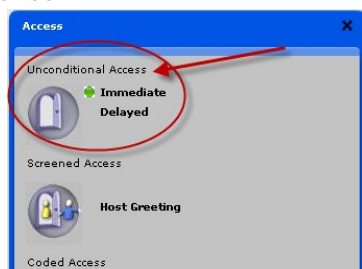 Access
Unconditional Access
Immediate
Delayed
Screened Access
Host Greeting
Coded Access